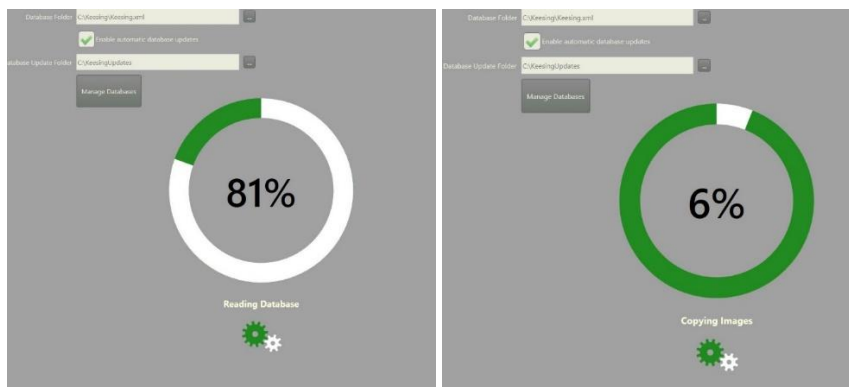 Database Folder C:\Keesing\Keesing.xml ...
Enable automatic database updates
atabase Update Folder C:\KeesingUpdates ...
Manage Databases
81%
Reading Database
Database Folder C:\Keesing\Keesing.xml ...
Enable automatic database updates
Database Update Folder C:\KeesingUpdates ...
Manage Databases
6%
Copying Images